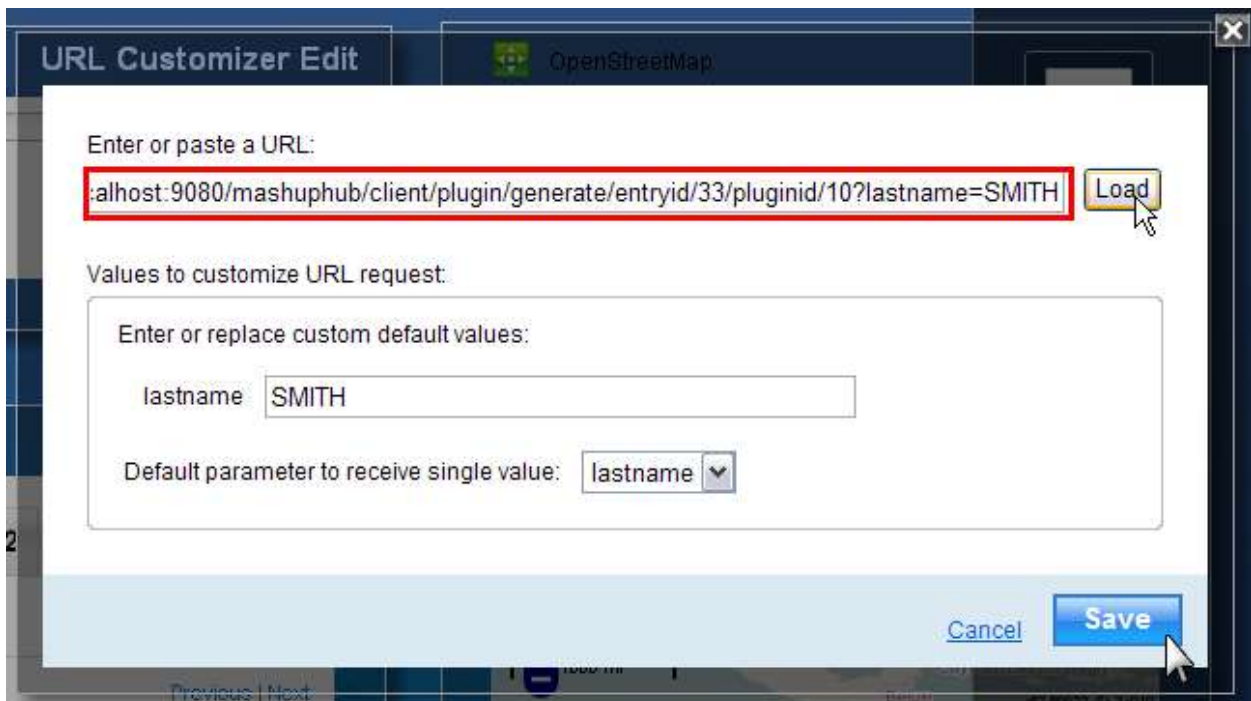 URL Customizer Edit
OpenStreetMap
Enter or paste a URL:
alhost:9080/mashuphub/client/plugin/generate/entryid/33/pluginid/10?lastname=SMITH
Load
Values to customize URL request:
Enter or replace custom default values:
lastname SMITH
Default parameter to receive single value: lastname
2
Cancel
Save
Previous | Next